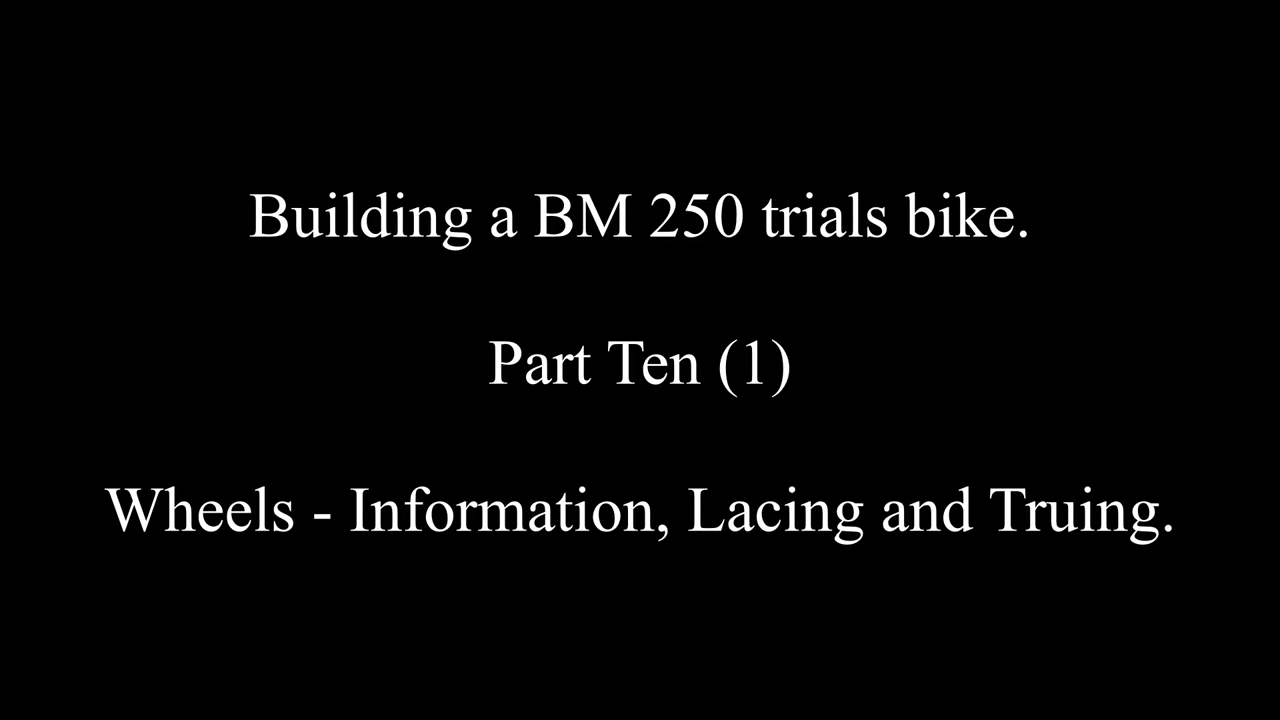 Building a BM 250 trials bike.
Part Ten (1)
Wheels - Information, Lacing and Truing.